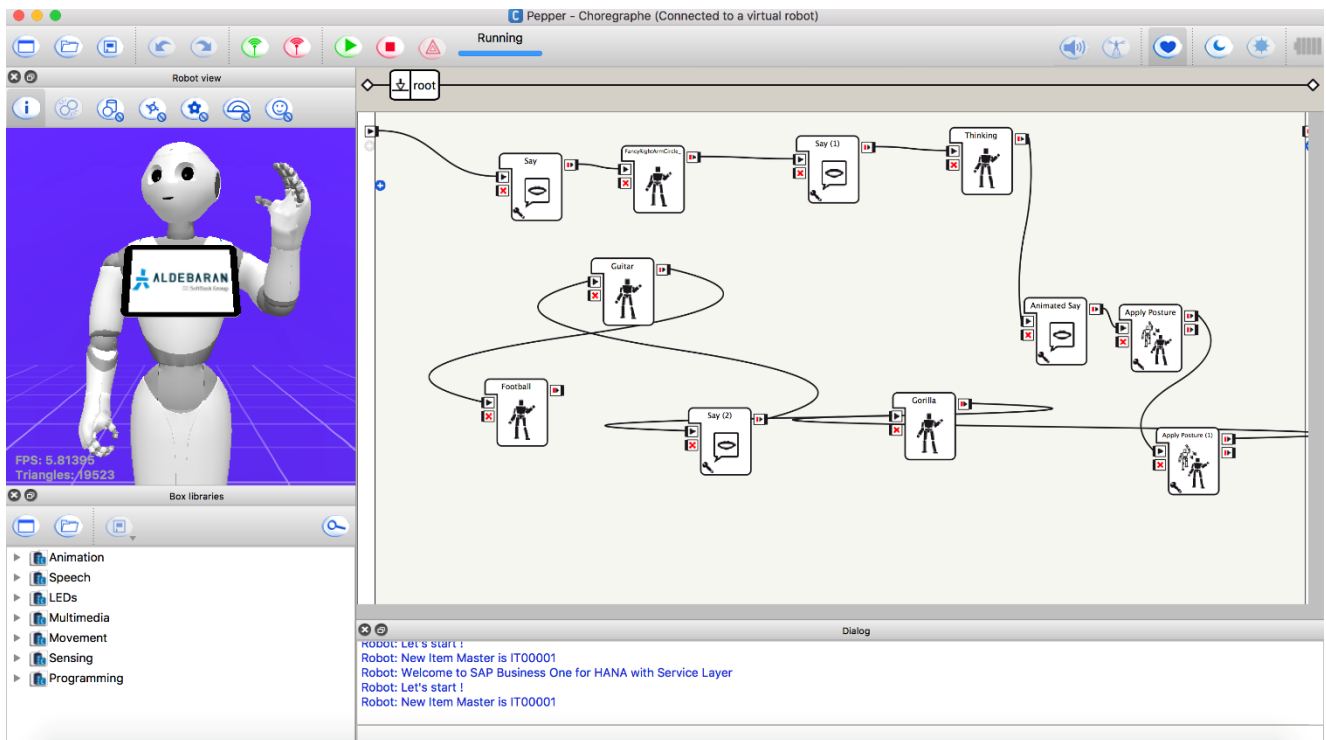 Pepper - Choregraphe (Connected to a virtual robot)
Running
Robot view
root
ALDEBARAN
SoftBank Group
FPS: 5.81395
Triangles: 19523
Say
FancyRightArmCircle_
Say (1)
Thinking
Guitar
Animated Say
Apply Posture
Football
Say (2)
Gorilla
Apply Posture (1)
Box libraries
Animation
Speech
LEDs
Multimedia
Movement
Sensing
Programming
Dialog
Robot: Let's start !
Robot: New Item Master is IT00001
Robot: Welcome to SAP Business One for HANA with Service Layer
Robot: Let's start !
Robot: New Item Master is IT00001